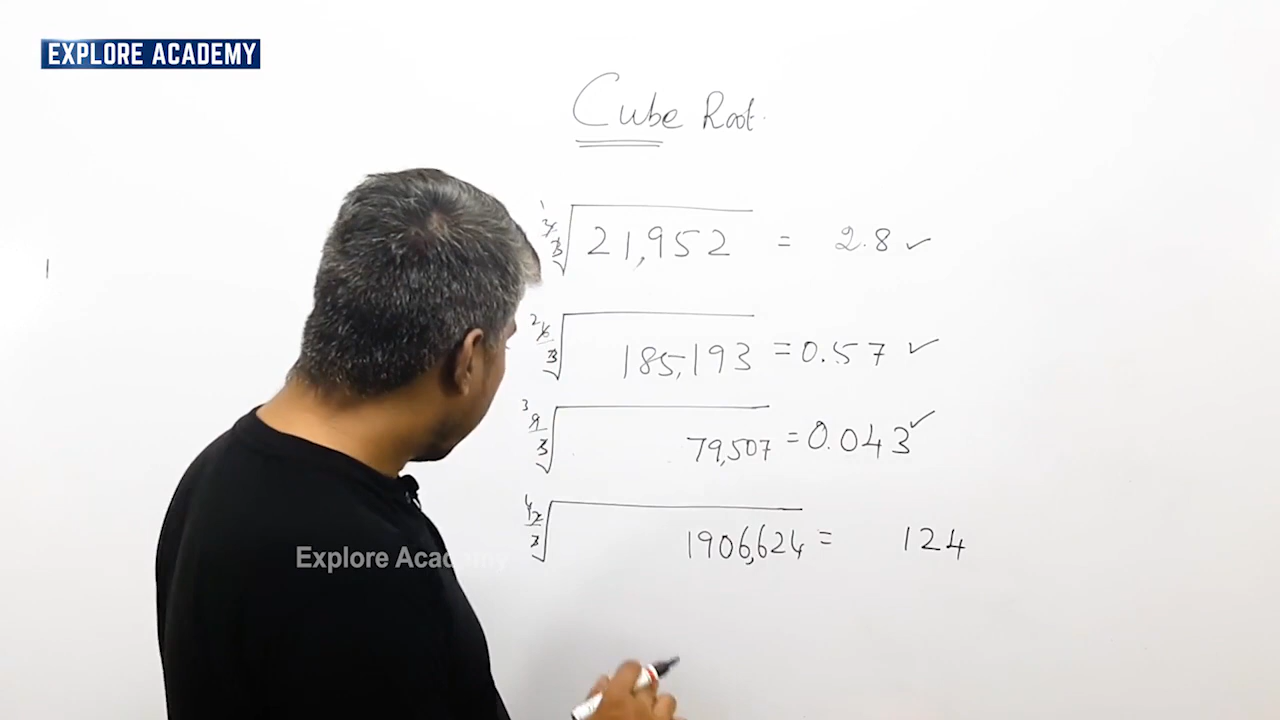 EXPLORE ACADEMY
Cube Root.
21,952 = 2.8 ✓
185,193 = 0.57 ✓
79,507 = 0.043 ✓
1906,624 = 124
Explore Academy